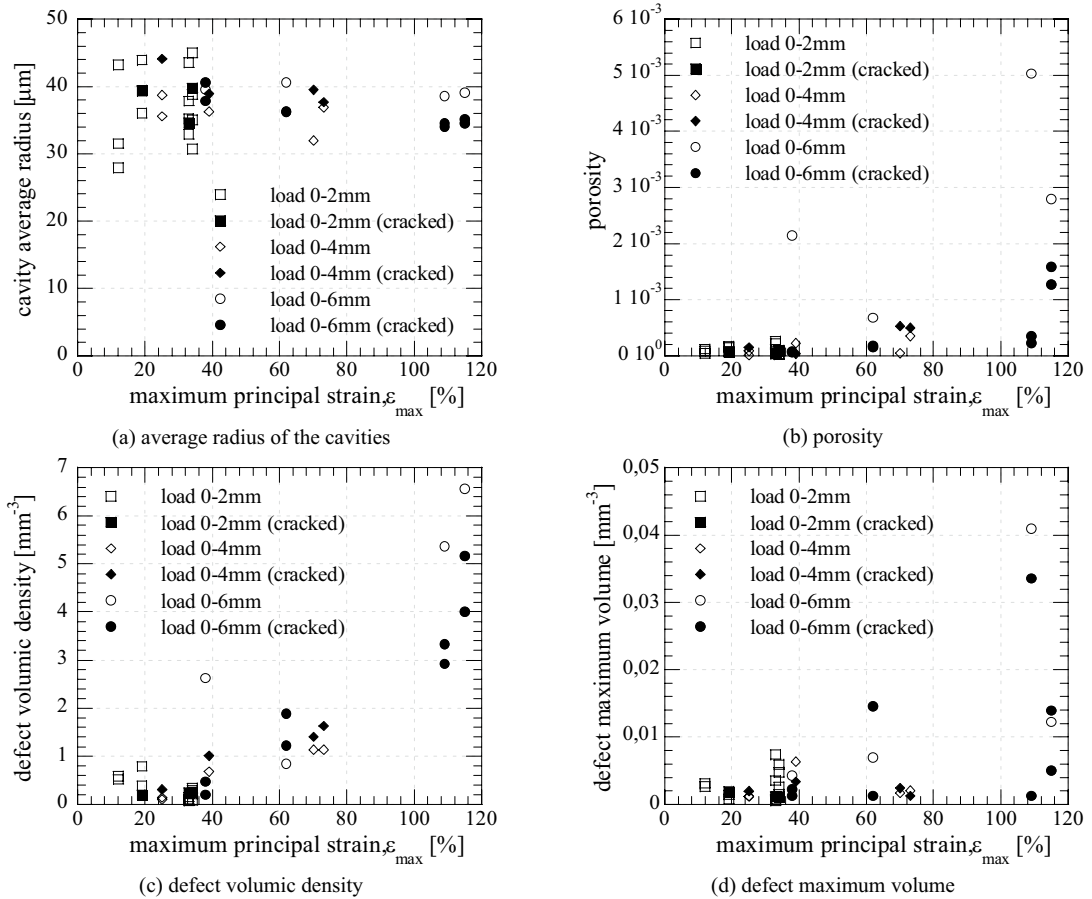 50
40
30
20
10
0
cavity average radius [µm]
load 0-2mm
load 0-2mm (cracked)
load 0-4mm
load 0-4mm (cracked)
load 0-6mm
load 0-6mm (cracked)
0 20 40 60 80 100 120
maximum principal strain,ε_max [%]
(a) average radius of the cavities
6 10⁻³
5 10⁻³
4 10⁻³
3 10⁻³
2 10⁻³
1 10⁻³
0 10⁰
porosity
load 0-2mm
load 0-2mm (cracked)
load 0-4mm
load 0-4mm (cracked)
load 0-6mm
load 0-6mm (cracked)
0 20 40 60 80 100 120
maximum principal strain,ε_max [%]
(b) porosity
7
6
5
4
3
2
1
0
defect volumic density [mm⁻³]
load 0-2mm
load 0-2mm (cracked)
load 0-4mm
load 0-4mm (cracked)
load 0-6mm
load 0-6mm (cracked)
0 20 40 60 80 100 120
maximum principal strain,ε_max [%]
(c) defect volumic density
0,05
0,04
0,03
0,02
0,01
0
defect maximum volume [mm⁻³]
load 0-2mm
load 0-2mm (cracked)
load 0-4mm
load 0-4mm (cracked)
load 0-6mm
load 0-6mm (cracked)
0 20 40 60 80 100 120
maximum principal strain,ε_max [%]
(d) defect maximum volume